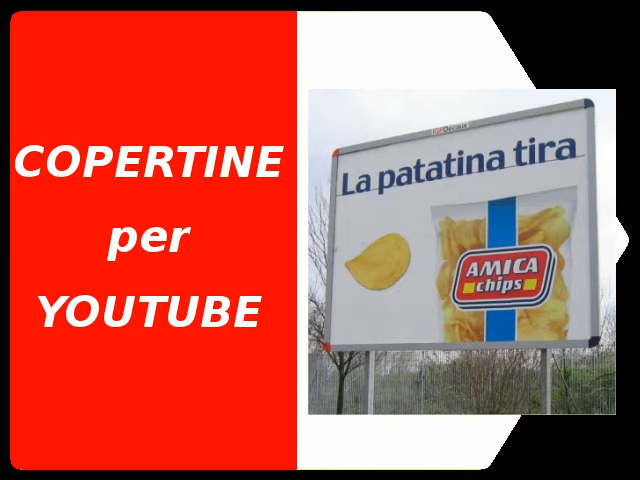 COPERTINE
per
YOUTUBE
La patatina tira
AMICA
chips